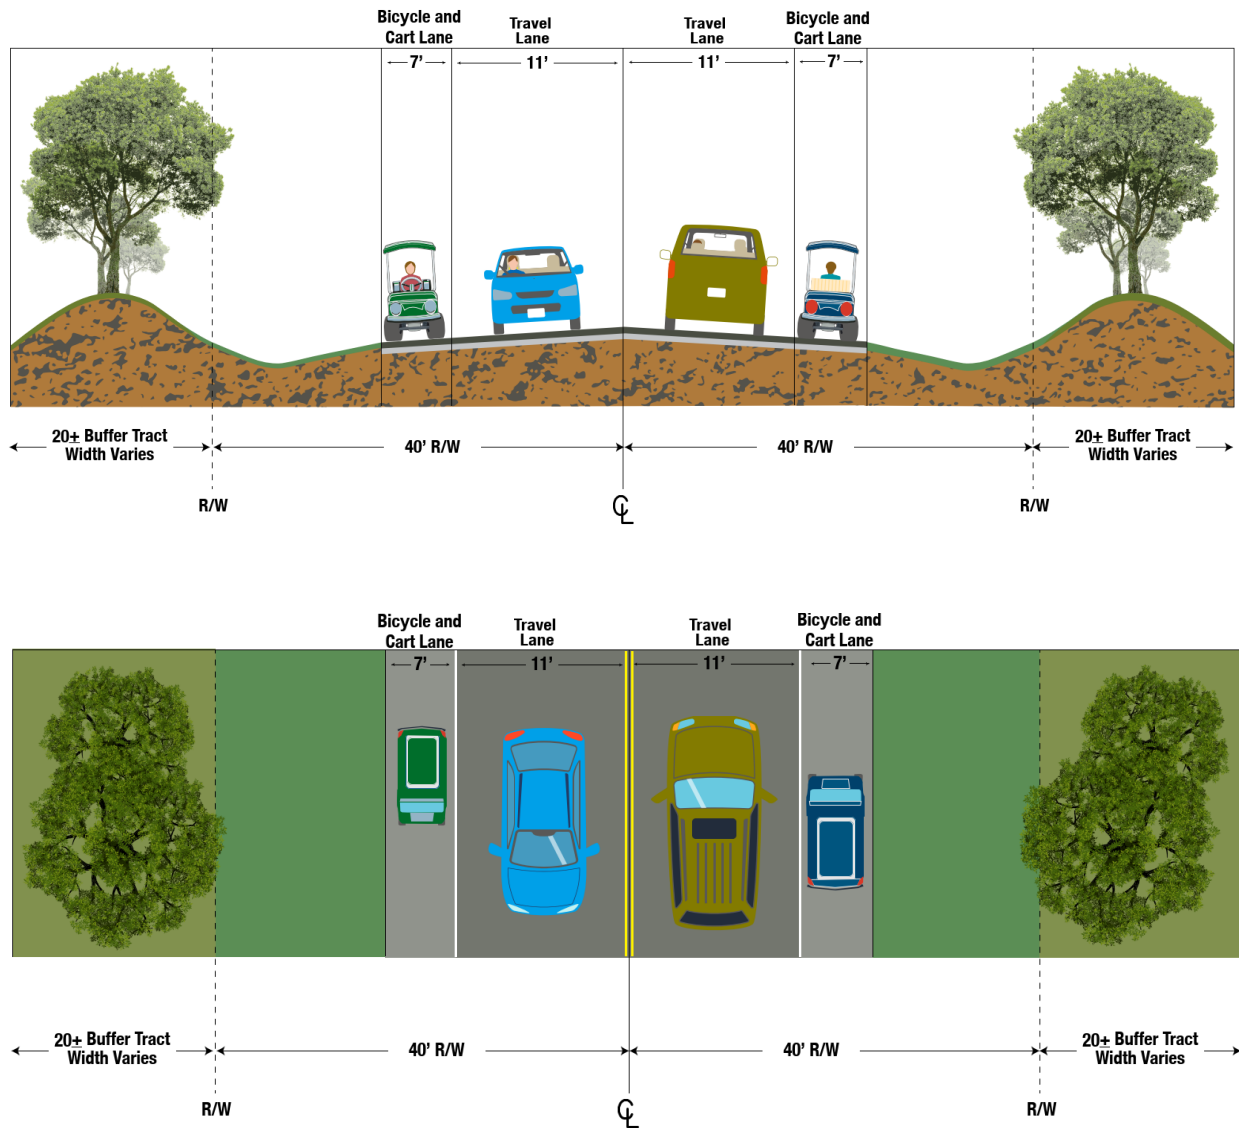 Bicycle and
Cart Lane
Travel
Lane
Travel
Lane
Bicycle and
Cart Lane
7'
11'
11'
7'
20± Buffer Tract
Width Varies
40' R/W
40' R/W
20± Buffer Tract
Width Varies
R/W
CL
R/W
Bicycle and
Cart Lane
Travel
Lane
Travel
Lane
Bicycle and
Cart Lane
7'
11'
11'
7'
20± Buffer Tract
Width Varies
40' R/W
40' R/W
20± Buffer Tract
Width Varies
R/W
CL
R/W